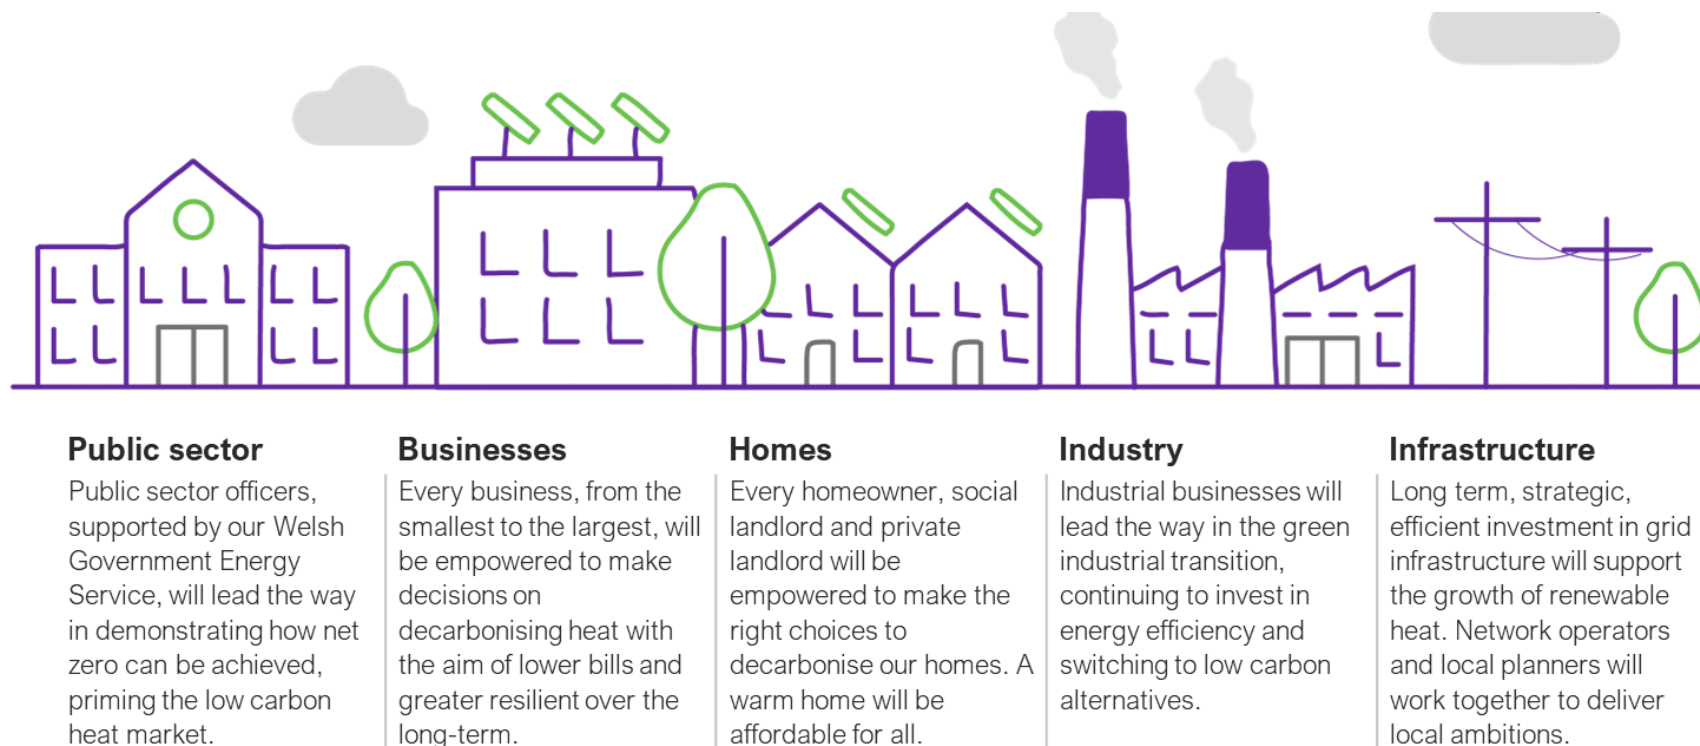 Public sector
Public sector officers,
supported by our Welsh
Government Energy
Service, will lead the way
in demonstrating how net
zero can be achieved,
priming the low carbon
heat market.
Businesses
Every business, from the
smallest to the largest, will
be empowered to make
decisions on
decarbonising heat with
the aim of lower bills and
greater resilient over the
long-term.
Homes
Every homeowner, social
landlord and private
landlord will be
empowered to make the
right choices to
decarbonise our homes. A
warm home will be
affordable for all.
Industry
Industrial businesses will
lead the way in the green
industrial transition,
continuing to invest in
energy efficiency and
switching to low carbon
alternatives.
Infrastructure
Long term, strategic,
efficient investment in grid
infrastructure will support
the growth of renewable
heat. Network operators
and local planners will
work together to deliver
local ambitions.